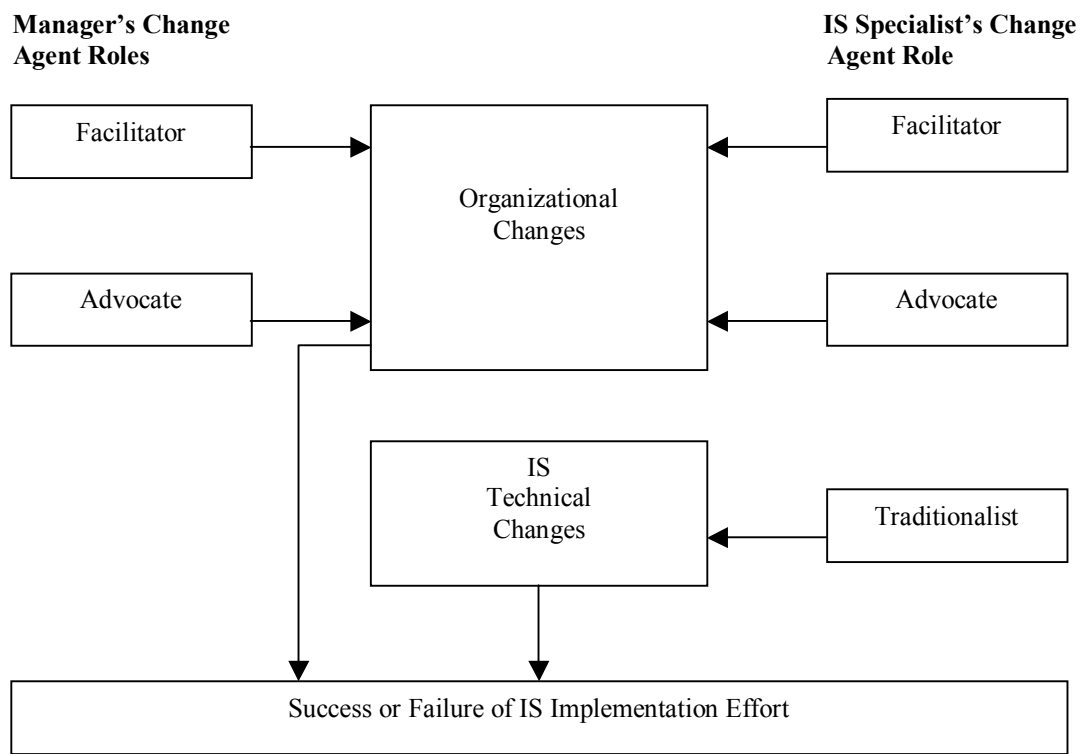 Manager's Change
Agent Roles
IS Specialist's Change
Agent Role
Facilitator
Facilitator
Organizational
Changes
Advocate
Advocate
IS
Technical
Changes
Traditionalist
Success or Failure of IS Implementation Effort